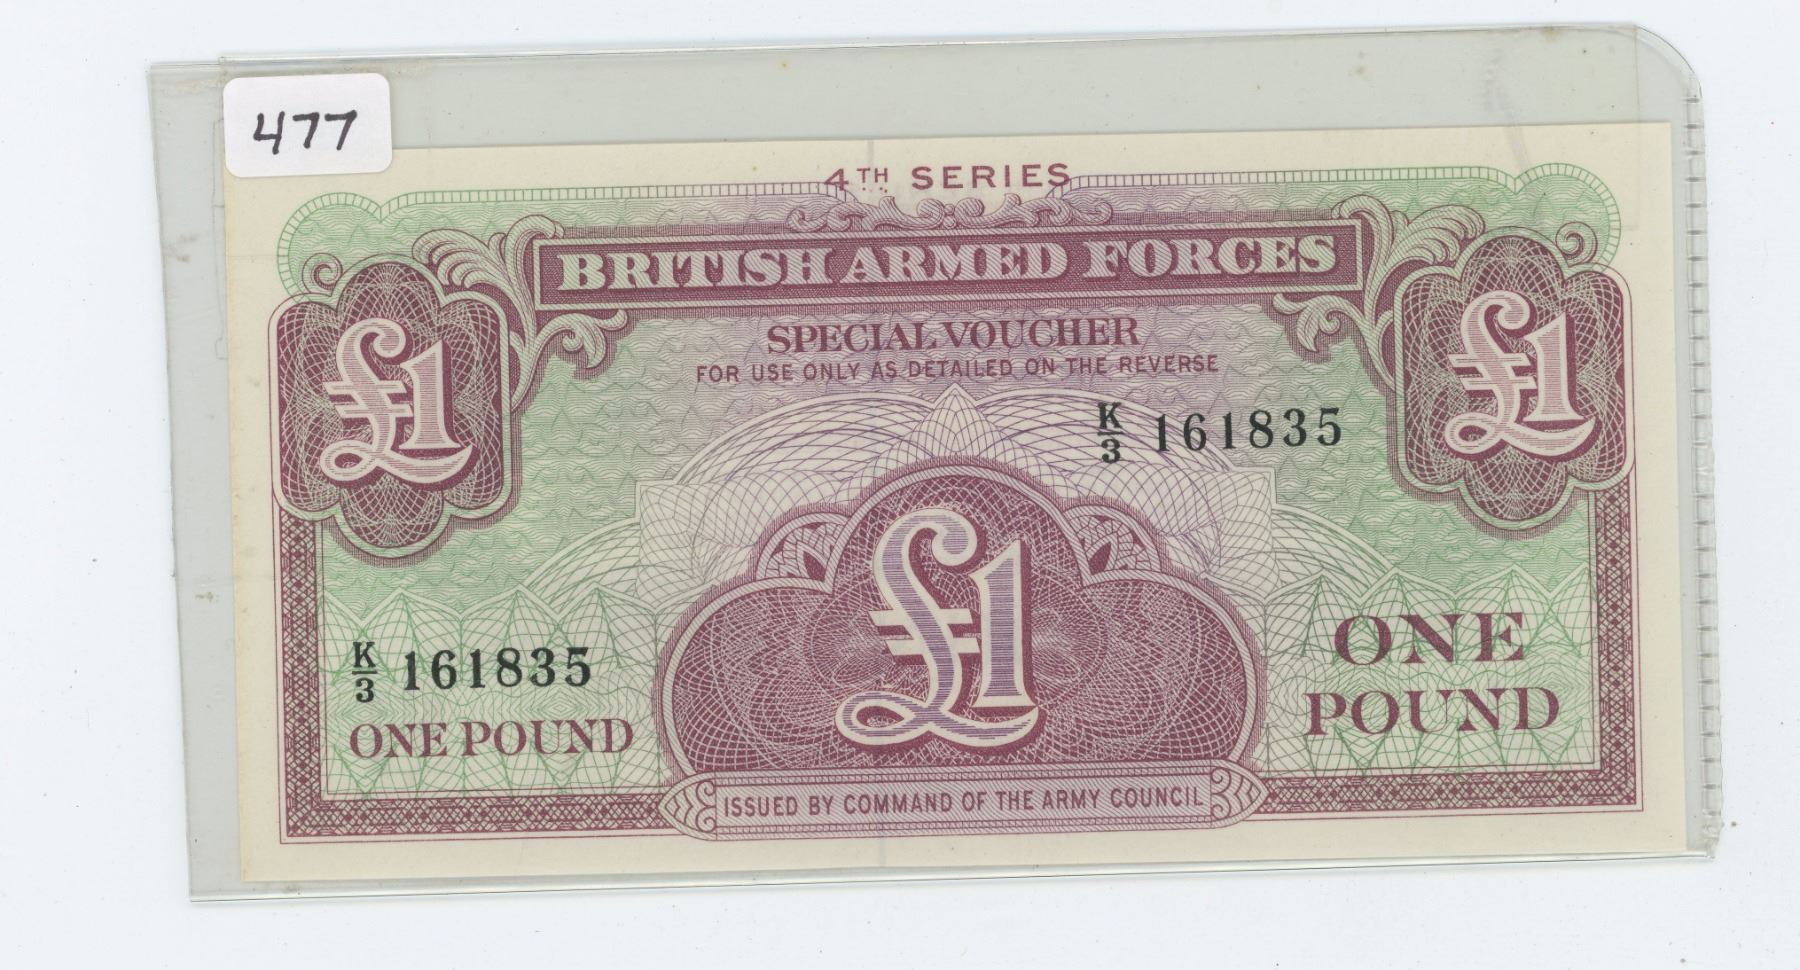 477
4TH SERIES
BRITISH ARMED FORCES
SPECIAL VOUCHER
FOR USE ONLY AS DETAILED ON THE REVERSE
£1
£1
K/3 161835
£1
K/3 161835
ONE POUND
ONE
POUND
ISSUED BY COMMAND OF THE ARMY COUNCIL